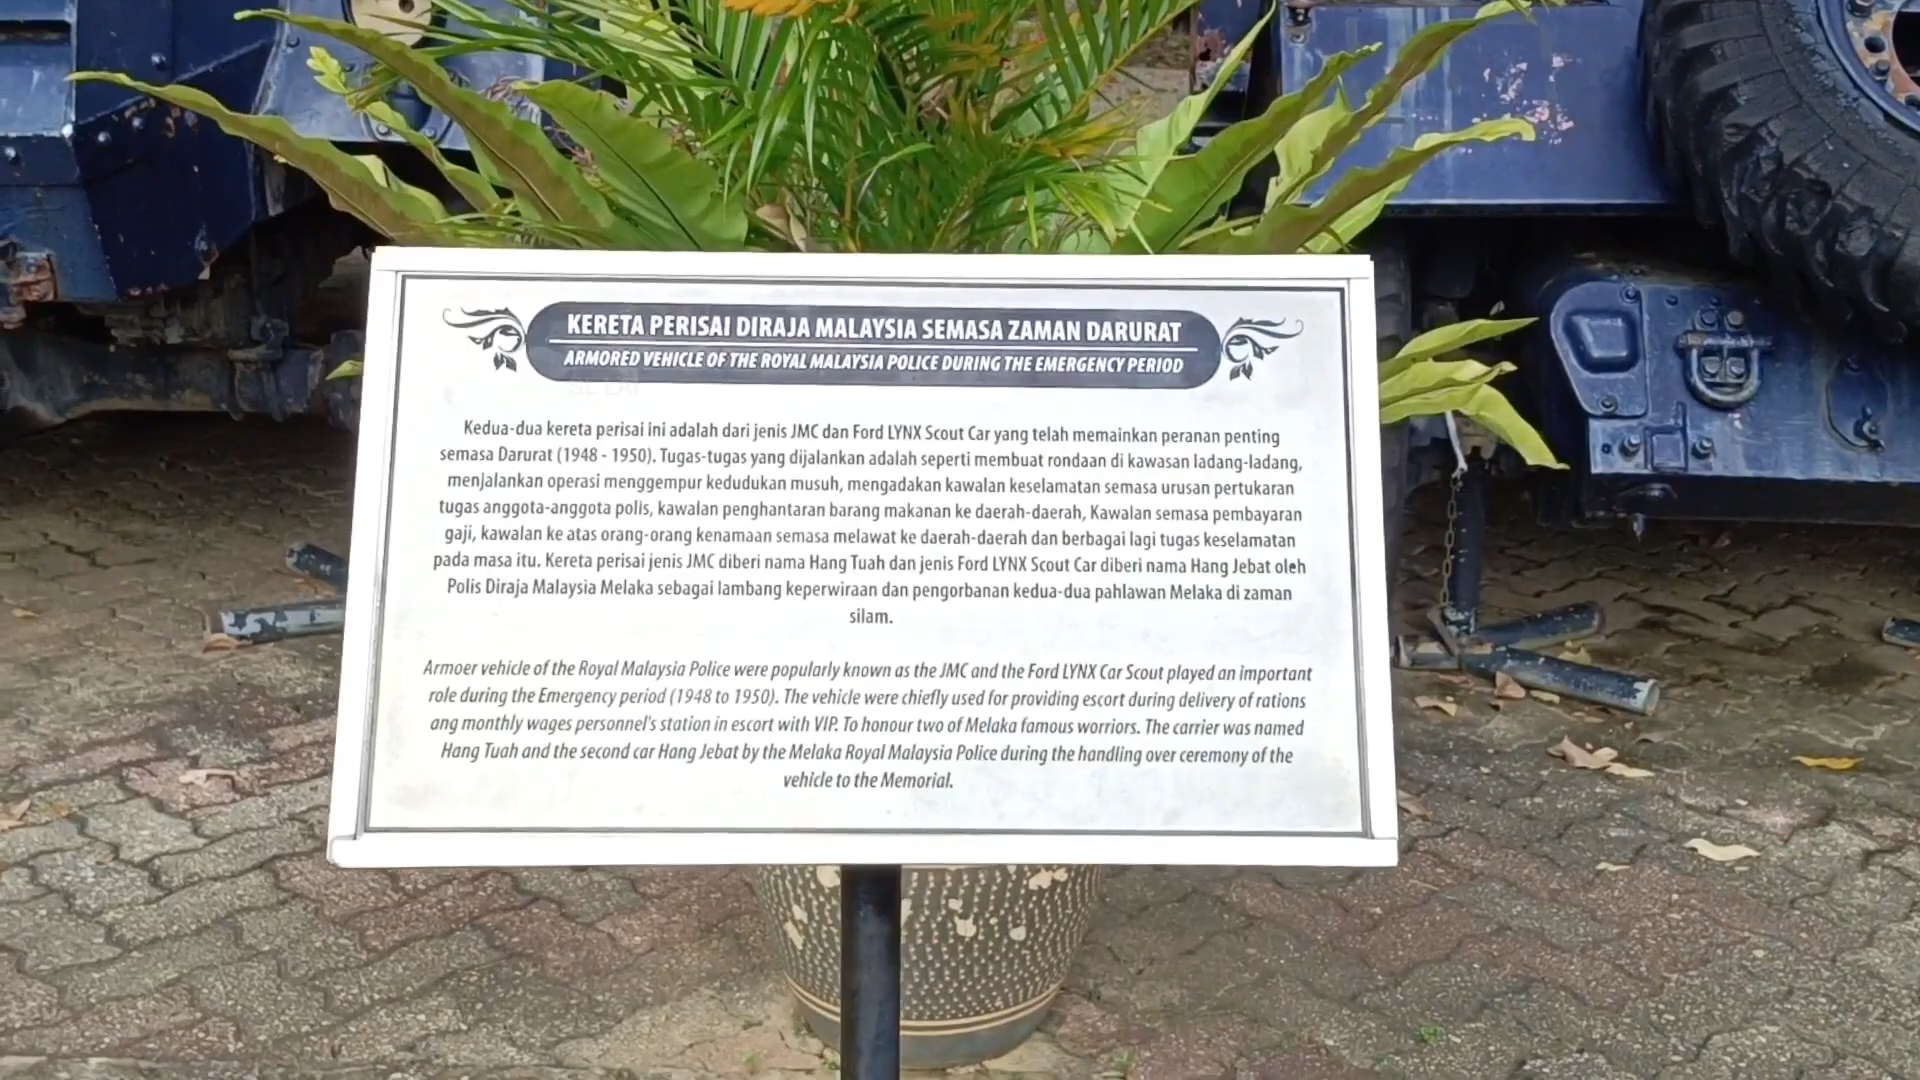 KERETA PERISAI DIRAJA MALAYSIA SEMASA ZAMAN DARURAT
ARMORED VEHICLE OF THE ROYAL MALAYSIA POLICE DURING THE EMERGENCY PERIOD
Kedua-dua kereta perisai ini adalah dari jenis JMC dan Ford LYNX Scout Car yang telah memainkan peranan penting
semasa Darurat (1948 - 1950). Tugas-tugas yang dijalankan adalah seperti membuat rondaan di kawasan ladang-ladang,
menjalankan operasi menggempur kedudukan musuh, mengadakan kawalan keselamatan semasa urusan pertukaran
tugas anggota-anggota polis, kawalan penghantaran barang makanan ke daerah-daerah, Kawalan semasa pembayaran
gaji, kawalan ke atas orang-orang kenamaan semasa melawat ke daerah-daerah dan berbagai lagi tugas keselamatan
pada masa itu. Kereta perisai jenis JMC diberi nama Hang Tuah dan jenis Ford LYNX Scout Car diberi nama Hang Jebat oleh
Polis Diraja Malaysia Melaka sebagai lambang keperwiraan dan pengorbanan kedua-dua pahlawan Melaka di zaman
silam.
Armoer vehicle of the Royal Malaysia Police were popularly known as the JMC and the Ford LYNX Car Scout played an important
role during the Emergency period (1948 to 1950). The vehicle were chiefly used for providing escort during delivery of rations
ang monthly wages personnel's station in escort with VIP. To honour two of Melaka famous worriors. The carrier was named
Hang Tuah and the second car Hang Jebat by the Melaka Royal Malaysia Police during the handling over ceremony of the
vehicle to the Memorial.